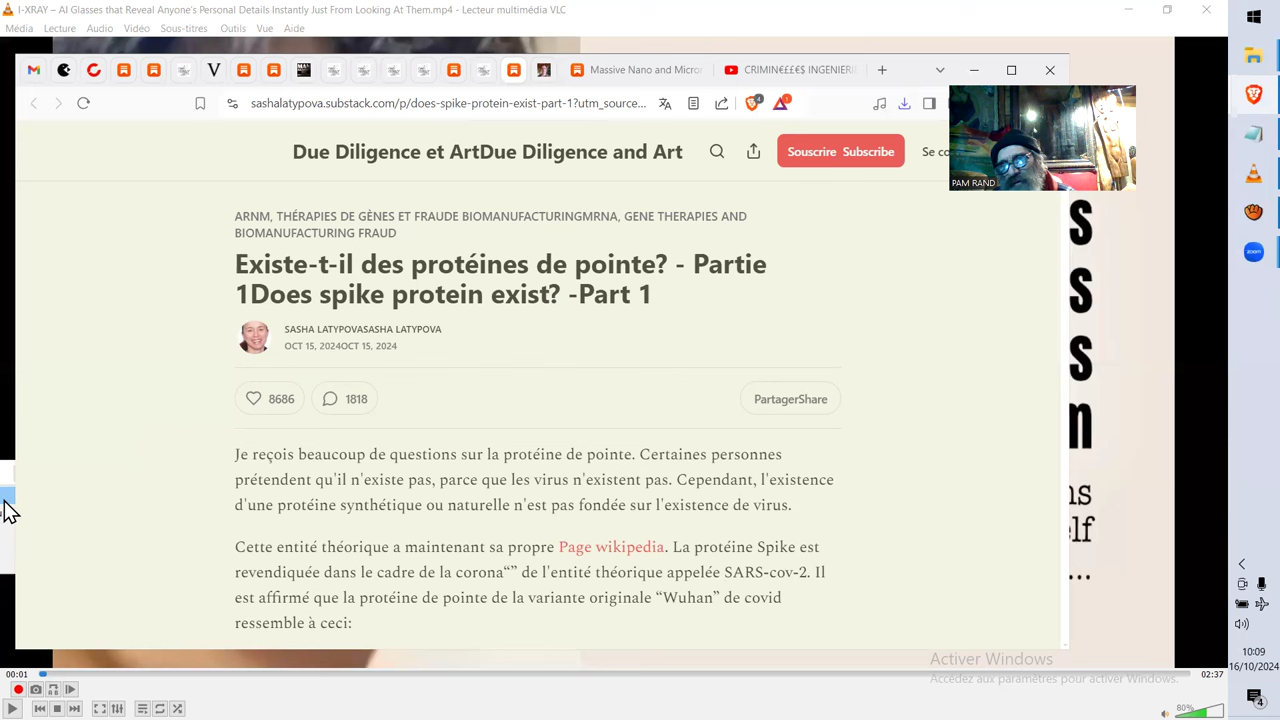 I-XRAY – AI Glasses that Reveal Anyone's Personal Details Instantly Just From Looking At Them.mp4 - Lecteur multimédia VLC
Média Lecture Audio Vidéo Sous-titres Outils Vue Aide
Massive Nano and Micro
CRIMIN€££€$ INGENIERI
sashalatypova.substack.com/p/does-spike-protein-exist-part-1?utm_source...
4
1
Due Diligence et ArtDue Diligence and Art
Souscrire Subscribe
Se co
PAM RAND
ARNM, THÉRAPIES DE GÈNES ET FRAUDE BIOMANUFACTURINGMRNA, GENE THERAPIES AND
BIOMANUFACTURING FRAUD
Existe-t-il des protéines de pointe? - Partie
1Does spike protein exist? -Part 1
SASHA LATYPOVASASHA LATYPOVA
OCT 15, 2024OCT 15, 2024
8686
1818
PartagerShare
Je reçois beaucoup de questions sur la protéine de pointe. Certaines personnes
prétendent qu'il n'existe pas, parce que les virus n'existent pas. Cependant, l'existence
d'une protéine synthétique ou naturelle n'est pas fondée sur l'existence de virus.
Cette entité théorique a maintenant sa propre Page wikipedia. La protéine Spike est
revendiquée dans le cadre de la corona“” de l'entité théorique appelée SARS-cov-2. Il
est affirmé que la protéine de pointe de la variante originale “Wuhan” de covid
ressemble à ceci:
s
s
s
m
ns
elf
...
Activer Windows
Accédez aux paramètres pour activer Windows.
00:01
02:37
80%
zoom
10:09
16/10/2024
4